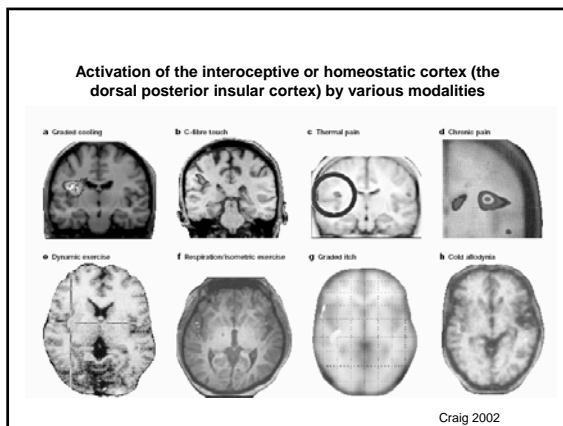 Activation of the interoceptive or homeostatic cortex (the
dorsal posterior insular cortex) by various modalities
a Graded cooling
b C-fibre touch
c Thermal pain
d Chronic pain
e Dynamic exercise
f Respiration/isometric exercise
g Graded itch
h Cold allodynia
Craig 2002